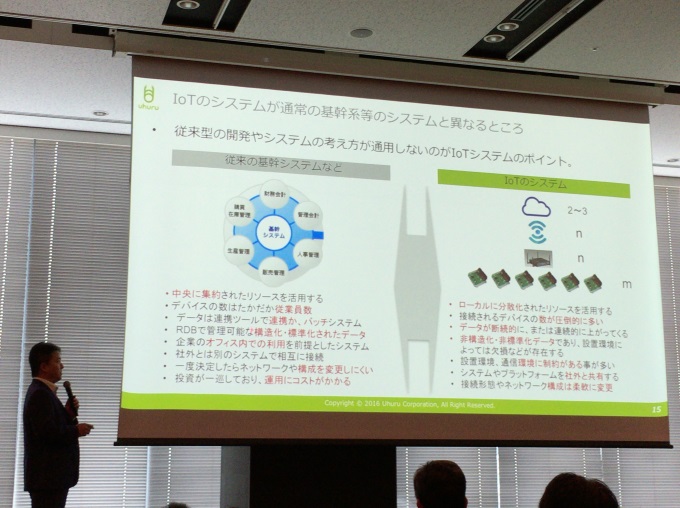 uhuru
IoTのシステムが通常の基幹系等のシステムと異なるところ
• 従来型の開発やシステムの考え方が通用しないのがIoTシステムのポイント。
従来の基幹システムなど
財務会計
購買
在庫管理
管理会計
基幹
システム
生産管理
人事管理
販売管理
• 中央に集約されたリソースを活用する
• デバイスの数はたかだか従業員数
• データは連携ツールで連携か、バッチシステム
• RDBで管理可能な構造化・標準化されたデータ
• 企業のオフィス内での利用を前提としたシステム
• 社外とは別のシステムで相互に接続
• 一度決定したらネットワークや構成を変更しにくい
• 投資が一巡しており、運用にコストがかかる
IoTのシステム
2〜3
n
n
m
• ローカルに分散化されたリソースを活用する
• 接続されるデバイスの数が圧倒的に多い
• データが断続的に、または連続的に上がってくる
• 非構造化・非標準化データであり、設置環境に
よっては欠損などが存在する
• 設置環境、通信環境に制約がある事が多い
• システムやプラットフォームを社外と共有する
• 接続形態やネットワーク構成は柔軟に変更
Copyright © 2016 Uhuru Corporation, All Right Reserved.
15